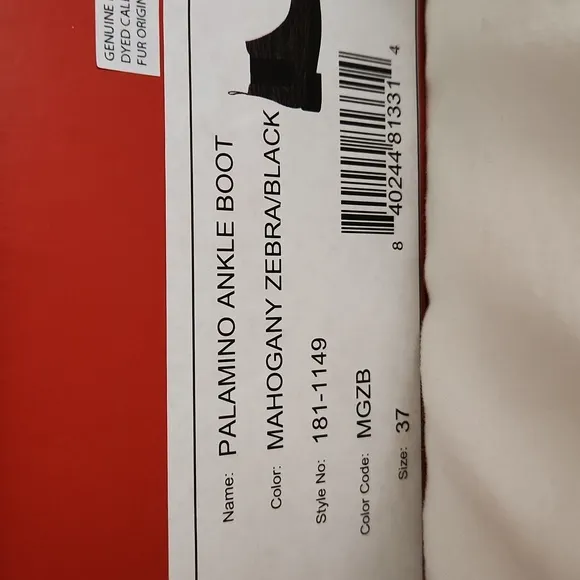 GENUINE
DYED CAL
FUR ORIGIN
Name: PALAMINO ANKLE BOOT
Color: MAHOGANY ZEBRA/BLACK
Style No: 181-1149
Color Code: MGZB
Size: 37
8 40244 81331 4